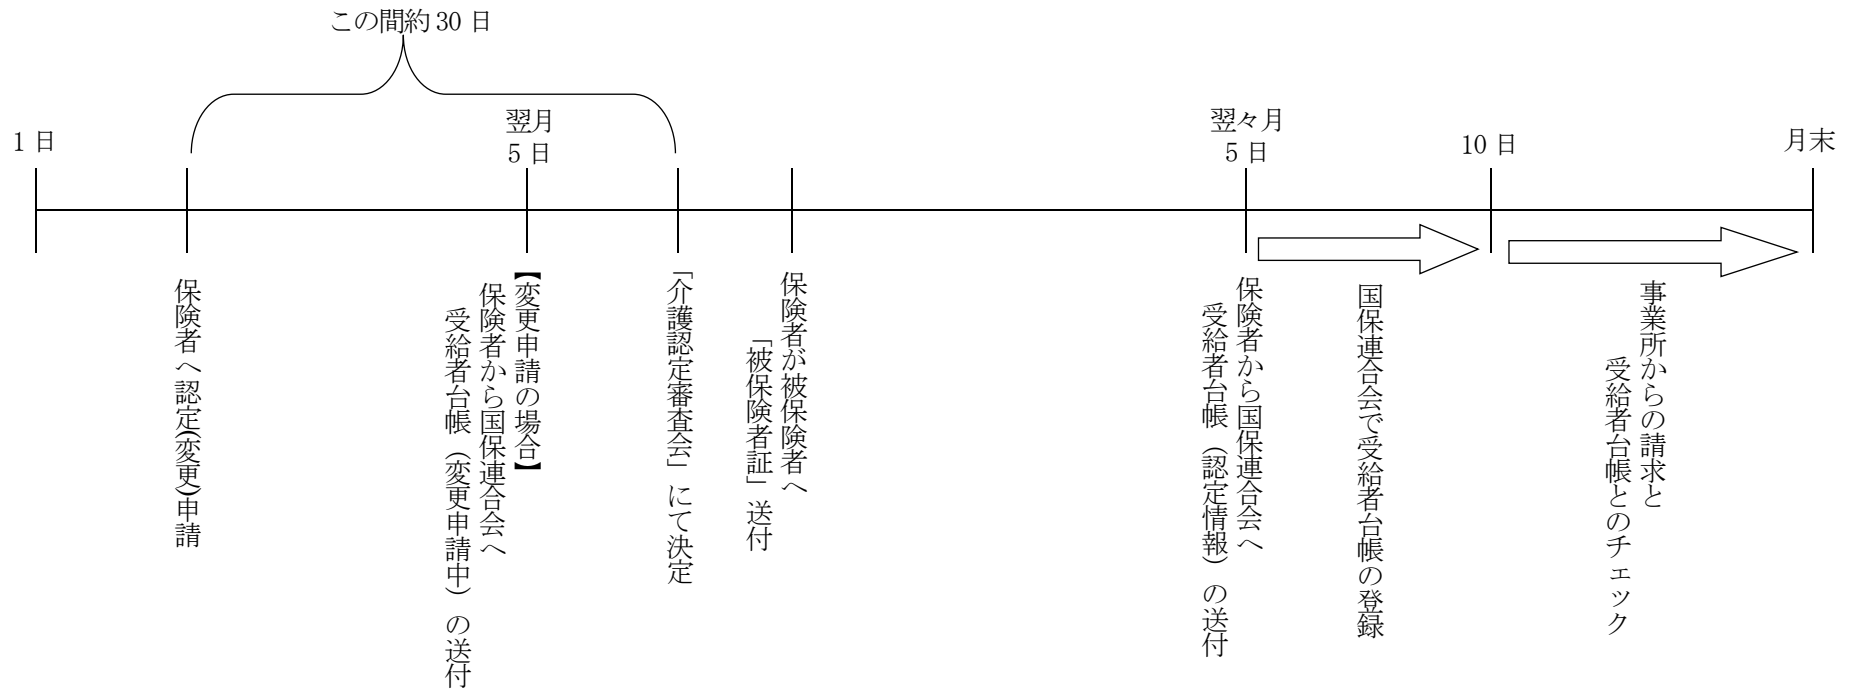 この間約30日
1日
翌月
5日
翌々月
5日
10日
月末
保険者へ認定(変更)申請
【変更申請の場合】
保険者から国保連合会へ
受給者台帳（変更申請中）の送付
「介護認定審査会」にて決定
保険者が被保険者へ
「被保険者証」送付
保険者から国保連合会へ
受給者台帳（認定情報）の送付
国保連合会で受給者台帳の登録
事業所からの請求と
受給者台帳とのチェック